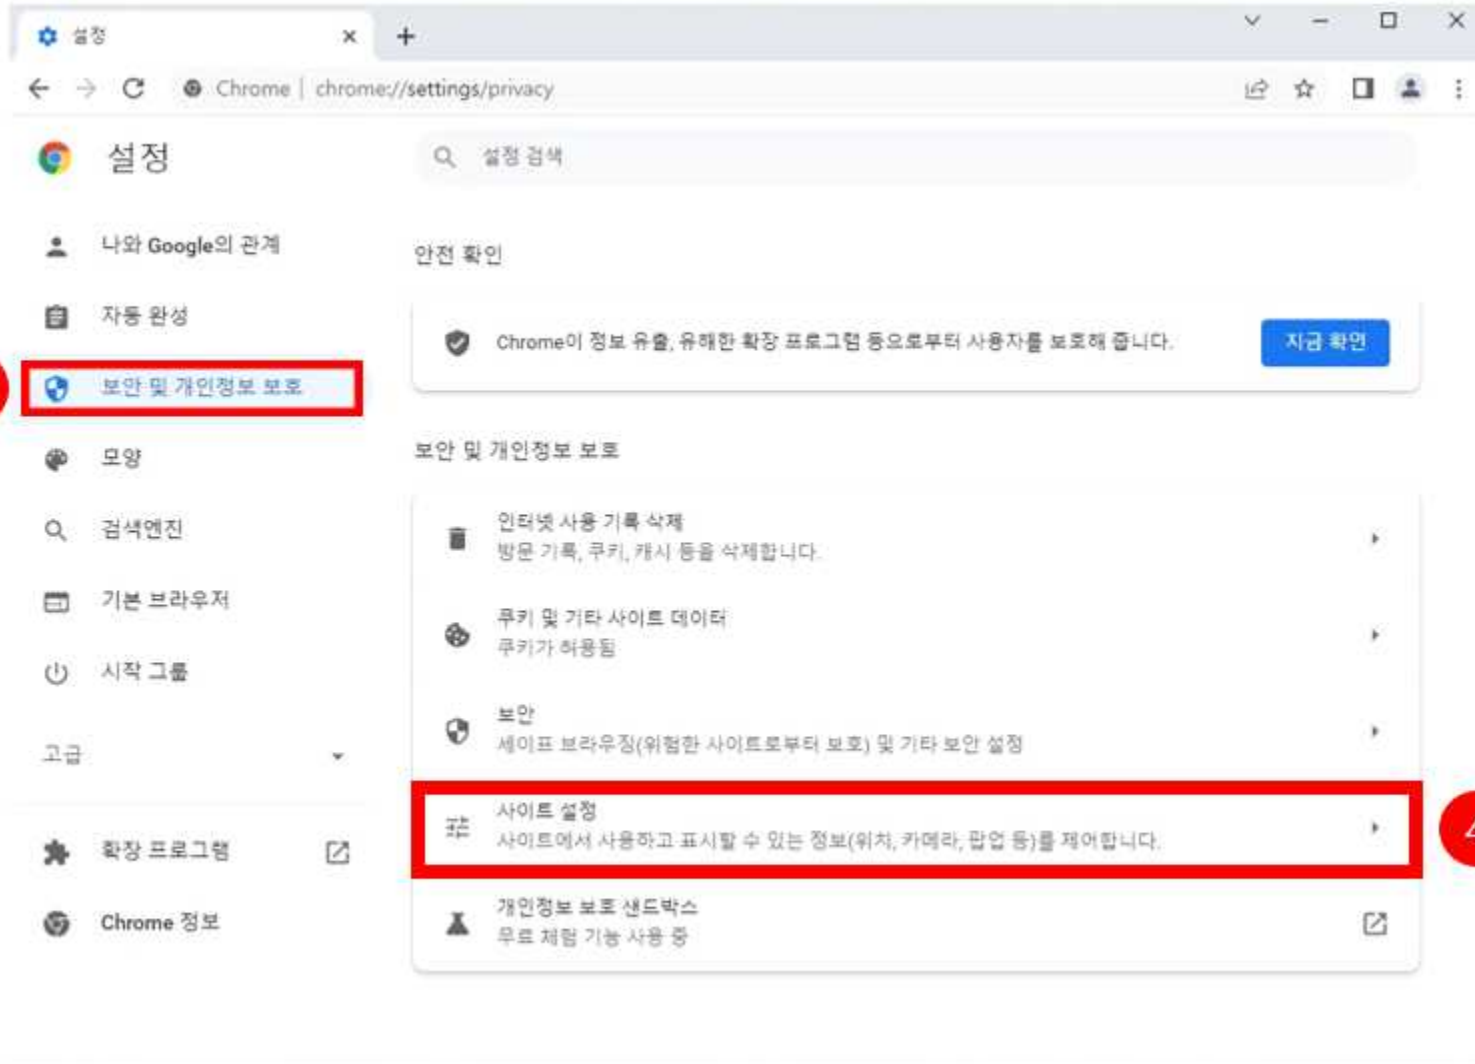 설정
Chrome | chrome://settings/privacy
설정
설정 검색
나와 Google의 관계
자동 완성
보안 및 개인정보 보호
모양
검색엔진
기본 브라우저
시작 그룹
고급
확장 프로그램
Chrome 정보
안전 확인
Chrome이 정보 유출, 유해한 확장 프로그램 등으로부터 사용자를 보호해 줍니다.
지금 확인
보안 및 개인정보 보호
인터넷 사용 기록 삭제
방문 기록, 쿠키, 캐시 등을 삭제합니다.
쿠키 및 기타 사이트 데이터
쿠키가 허용됨
보안
세이프 브라우징(위험한 사이트로부터 보호) 및 기타 보안 설정
사이트 설정
사이트에서 사용하고 표시할 수 있는 정보(위치, 카메라, 팝업 등)를 제어합니다.
4
개인정보 보호 샌드박스
무료 체험 기능 사용 중